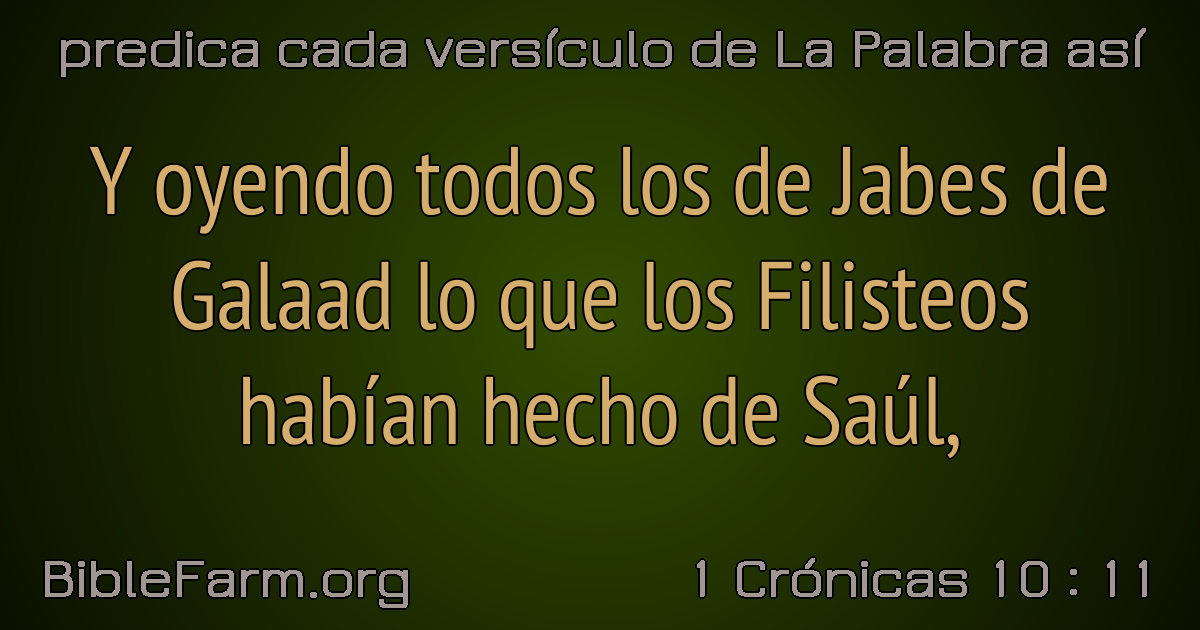 predica cada versículo de La Palabra así
Y oyendo todos los de Jabes de
Galaad lo que los Filisteos
habían hecho de Saúl,
BibleFarm.org
1 Crónicas 10 : 11